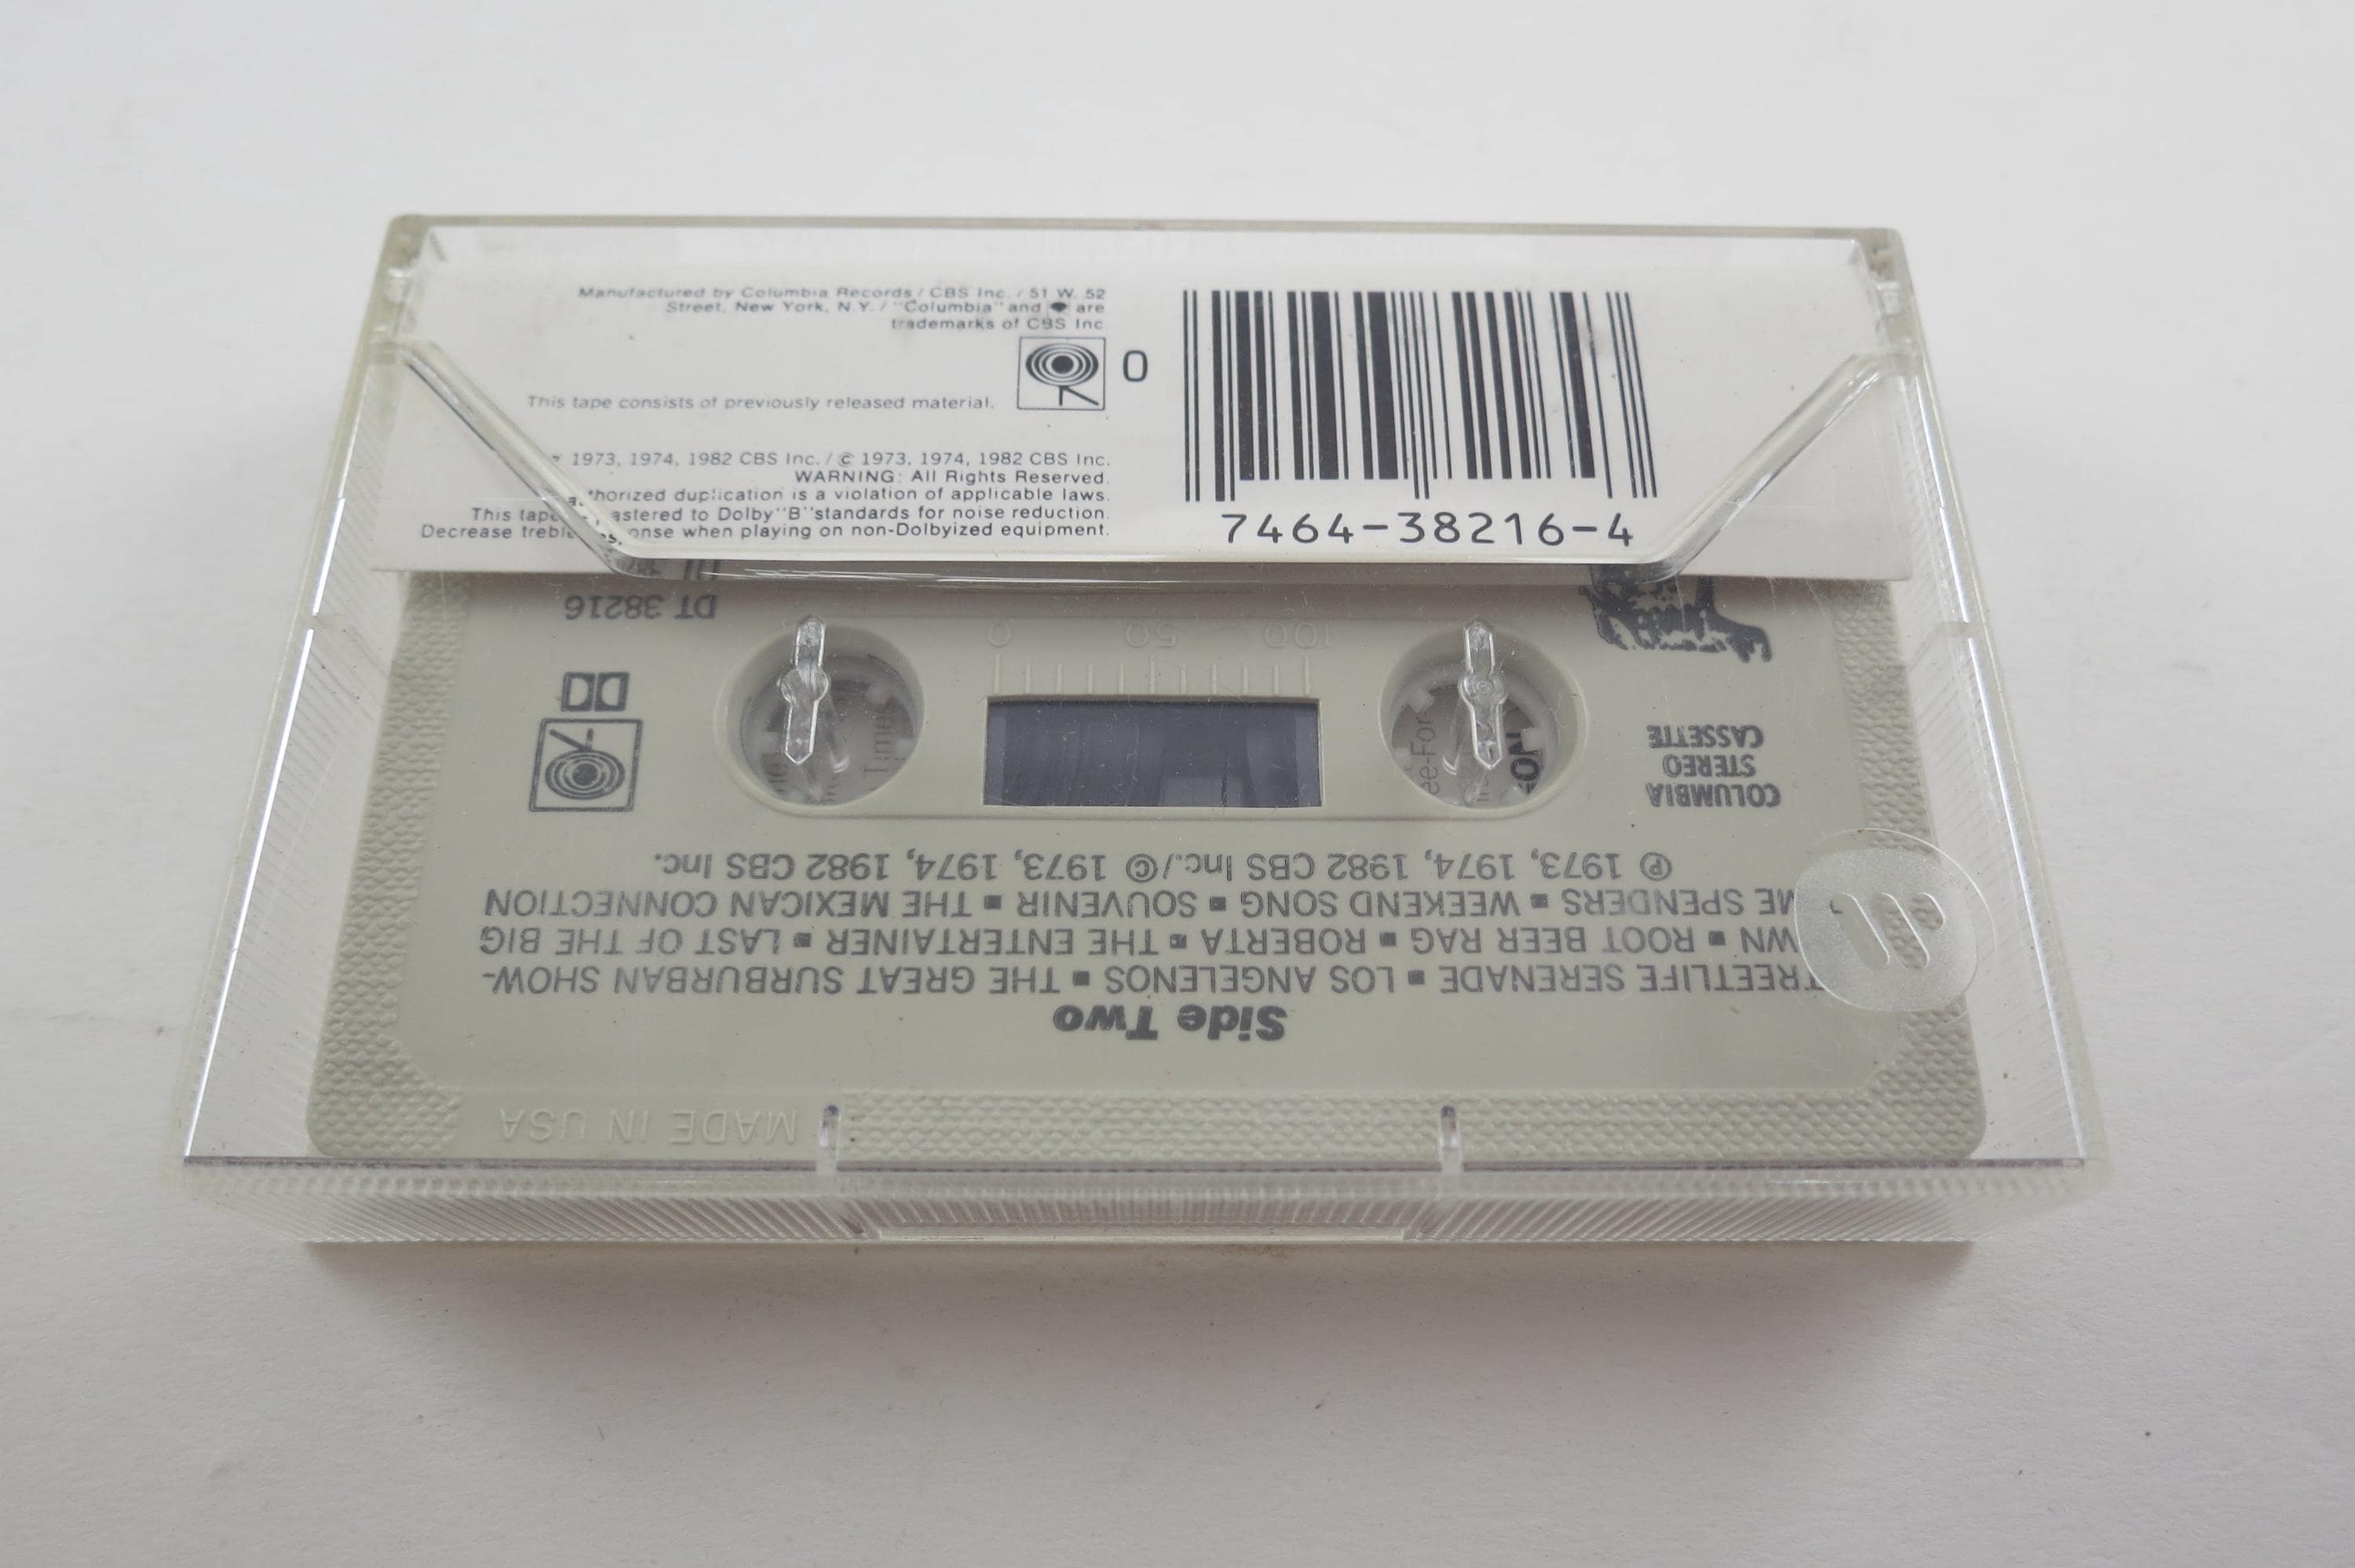 Manufactured by Columbia Records / CBS Inc. / 51 W. 52
Street, New York, N.Y. / "Columbia" and are
trademarks of CBS Inc.
0
This tape consists of previously released material.
1973, 1974, 1982 CBS Inc. / © 1973, 1974, 1982 CBS Inc.
WARNING: All Rights Reserved.
authorized duplication is a violation of applicable laws.
This tape astered to Dolby "B" standards for noise reduction.
Decrease treble response when playing on non-Dolbyized equipment.
7464-38216-4
Side Two
TREETLIFE SERENADE ■ LOS ANGELENOS ■ THE GREAT SURBURBAN SHOW-
WN ■ ROOT BEER RAG ■ ROBERTA ■ THE ENTERTAINER ■ LAST OF THE BIG
ME SPENDERS ■ WEEKEND SONG ■ SOUVENIR ■ THE MEXICAN CONNECTION
℗ 1973, 1974, 1982 CBS Inc./© 1973, 1974, 1982 CBS Inc.
COLUMBIA
STEREO
CASSETTE
100 50 0
DT 38216
MADE IN USA